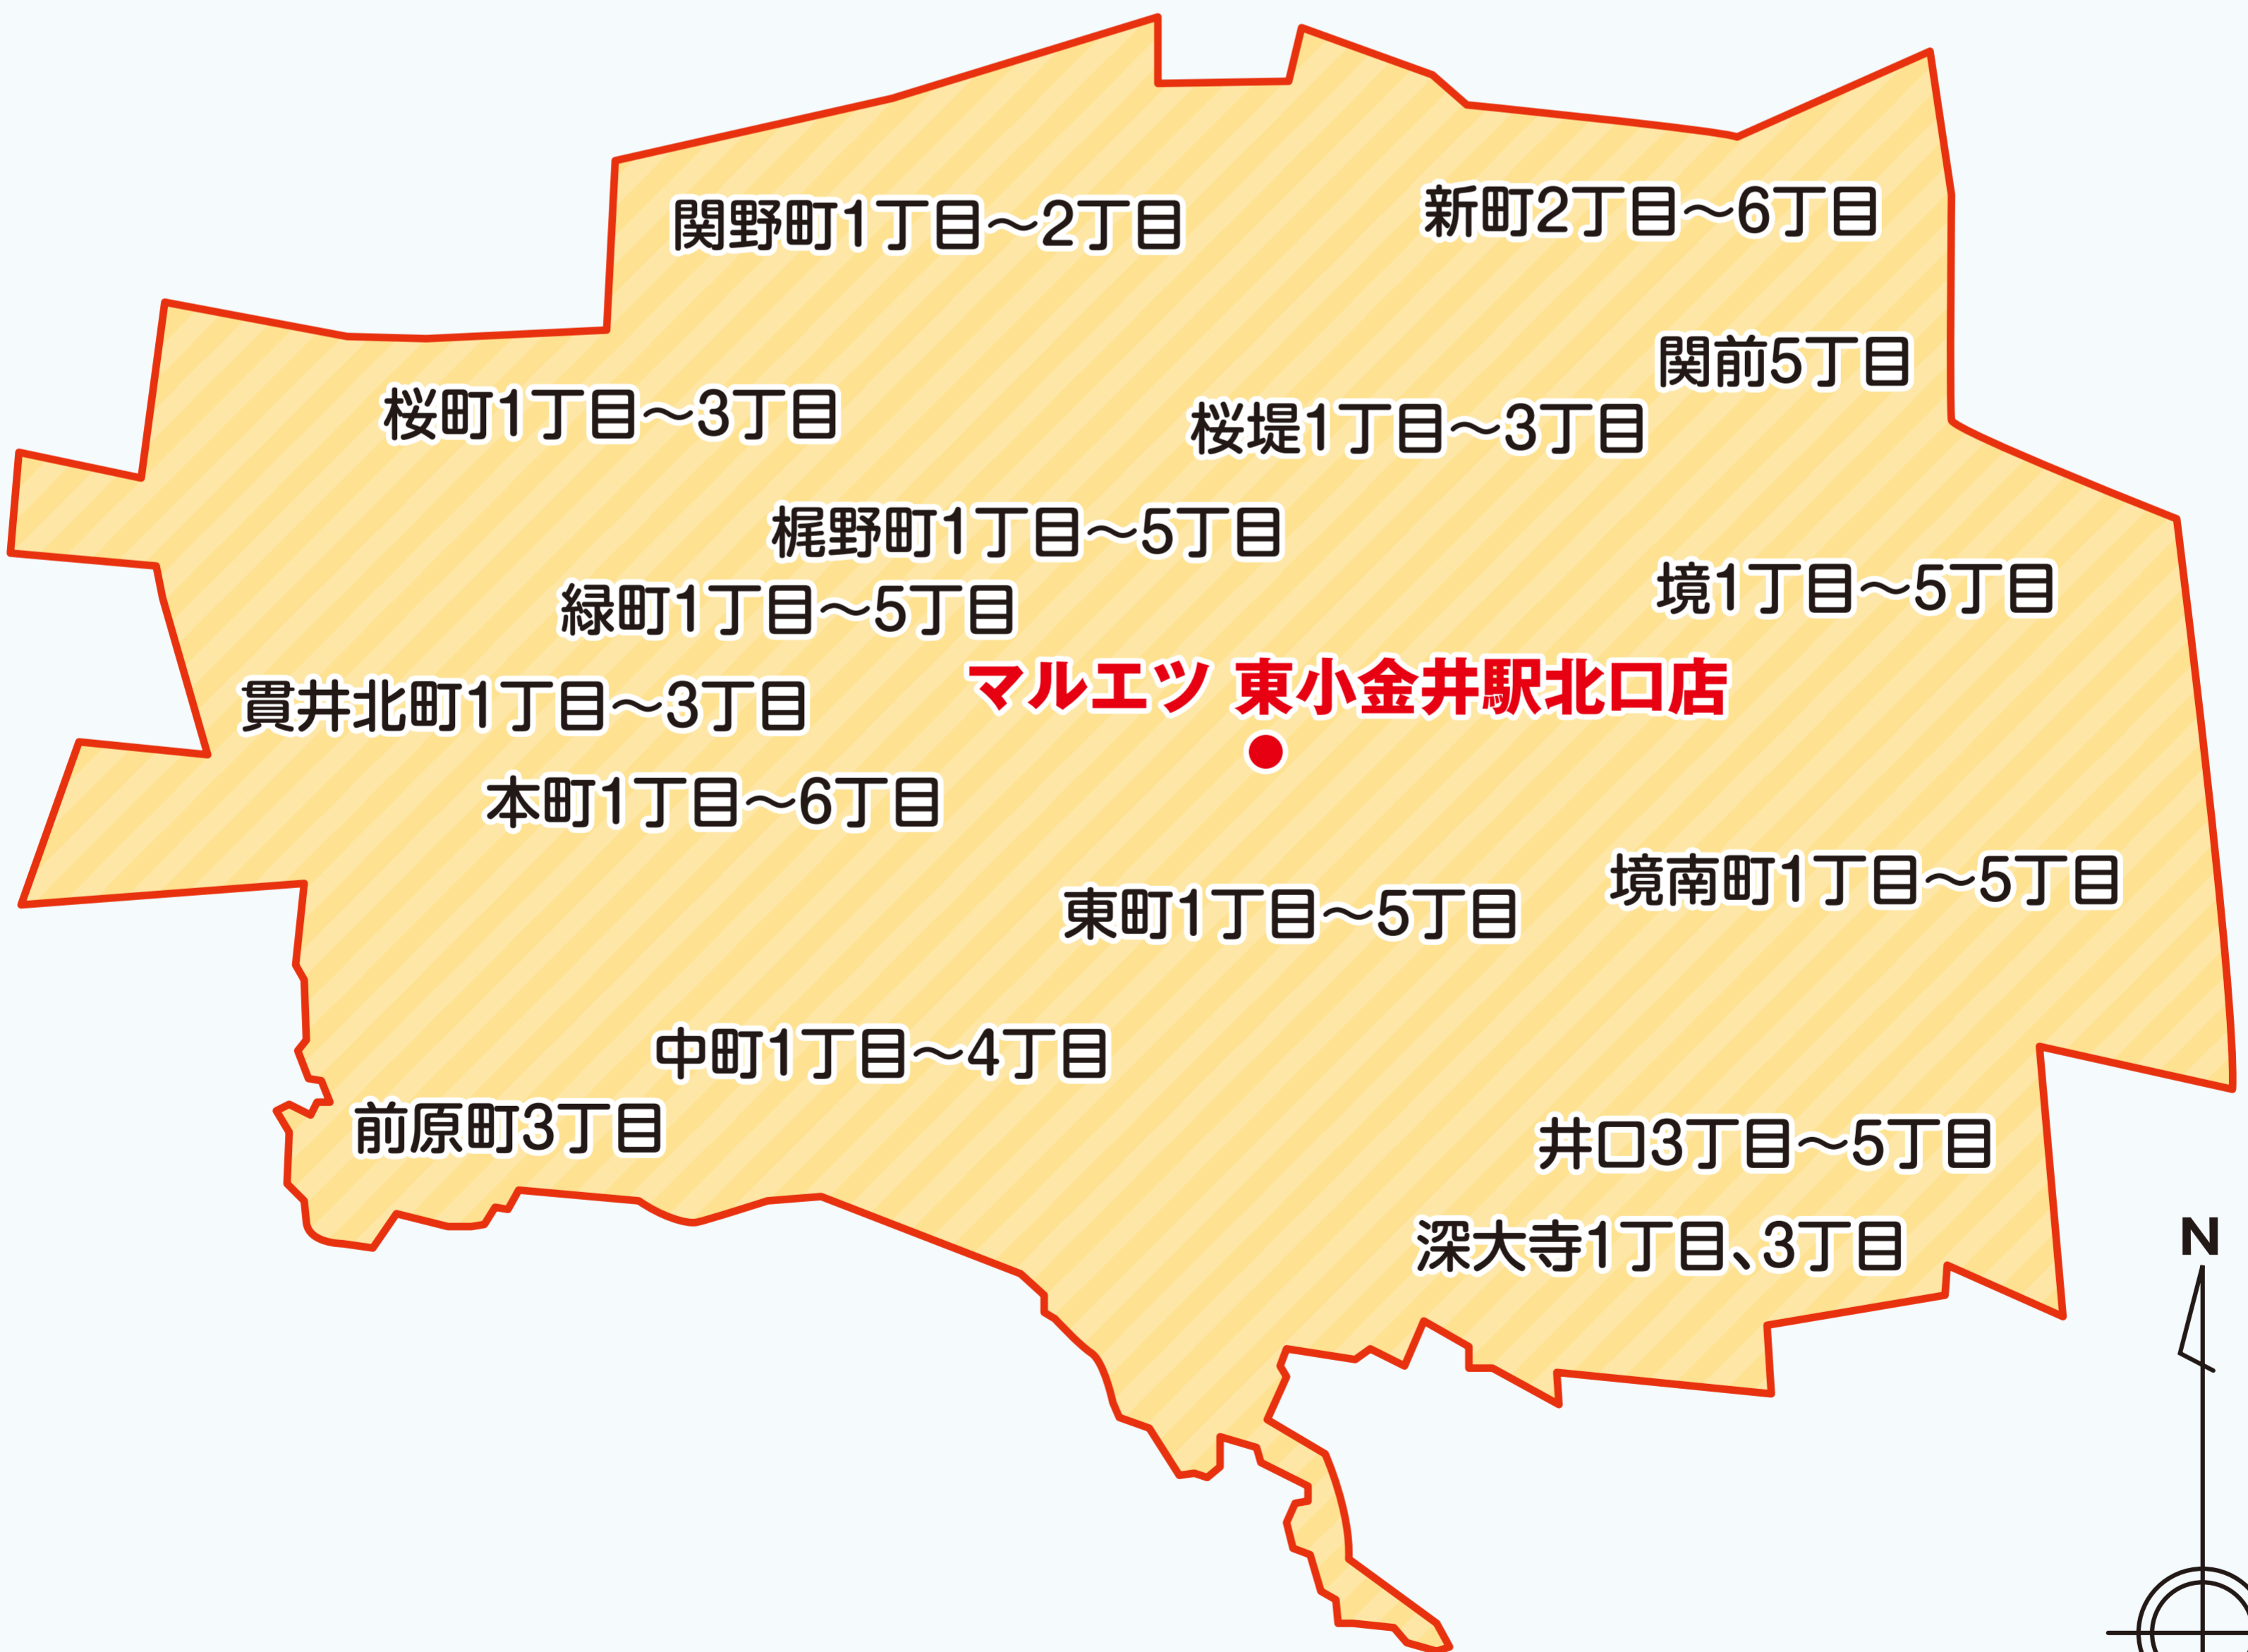 関野町1丁目～2丁目
新町2丁目～6丁目
関前5丁目
桜町1丁目～3丁目
桜堤1丁目～3丁目
梶野町1丁目～5丁目
境1丁目～5丁目
緑町1丁目～5丁目
マルエツ 東小金井駅北口店
貫井北町1丁目～3丁目
本町1丁目～6丁目
境南町1丁目～5丁目
東町1丁目～5丁目
中町1丁目～4丁目
前原町3丁目
井口3丁目～5丁目
深大寺1丁目、3丁目
N